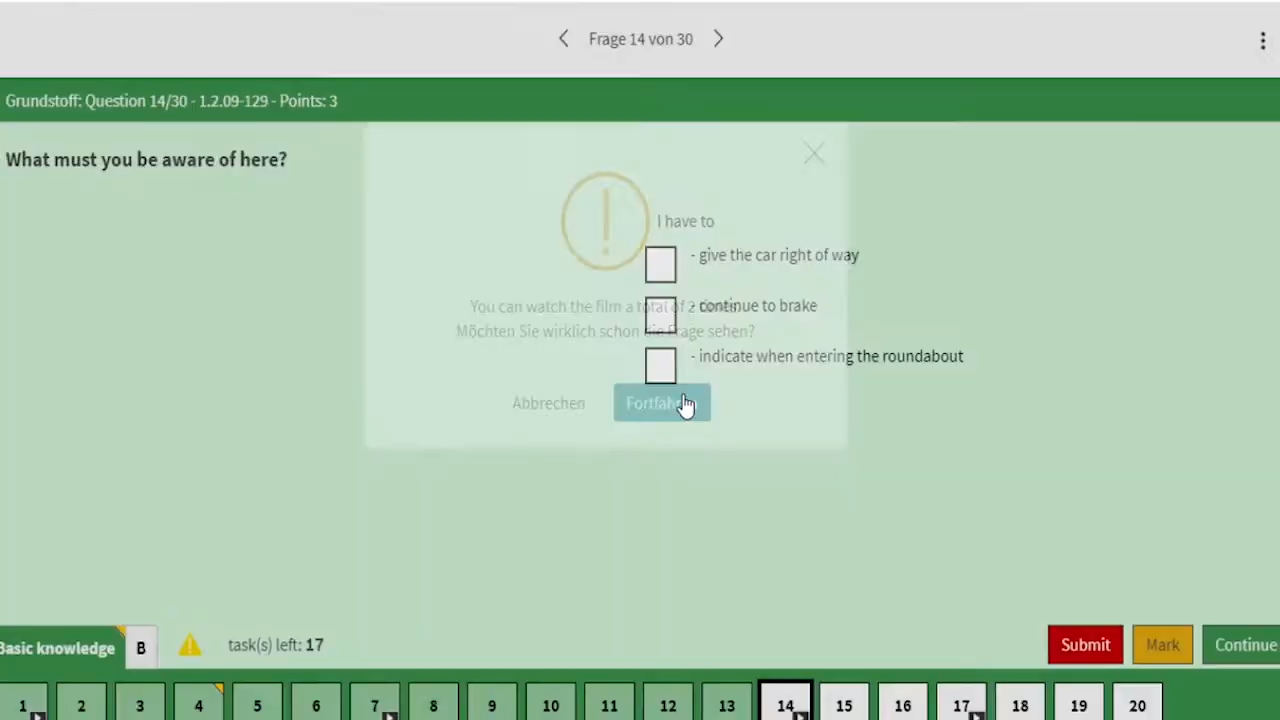 Frage 14 von 30
Grundstoff: Question 14/30 - 1.2.09-129 - Points: 3
What must you be aware of here?
I have to
- give the car right of way
You can watch the film a total of 2
- continue to brake
Möchten Sie wirklich schon die Frage sehen?
- indicate when entering the roundabout
Abbrechen
Basic knowledge
B
task(s) left: 17
Submit
Mark
Continue
1 2 3 4 5 6 7 8 9 10 11 12 13 14 15 16 17 18 19 20